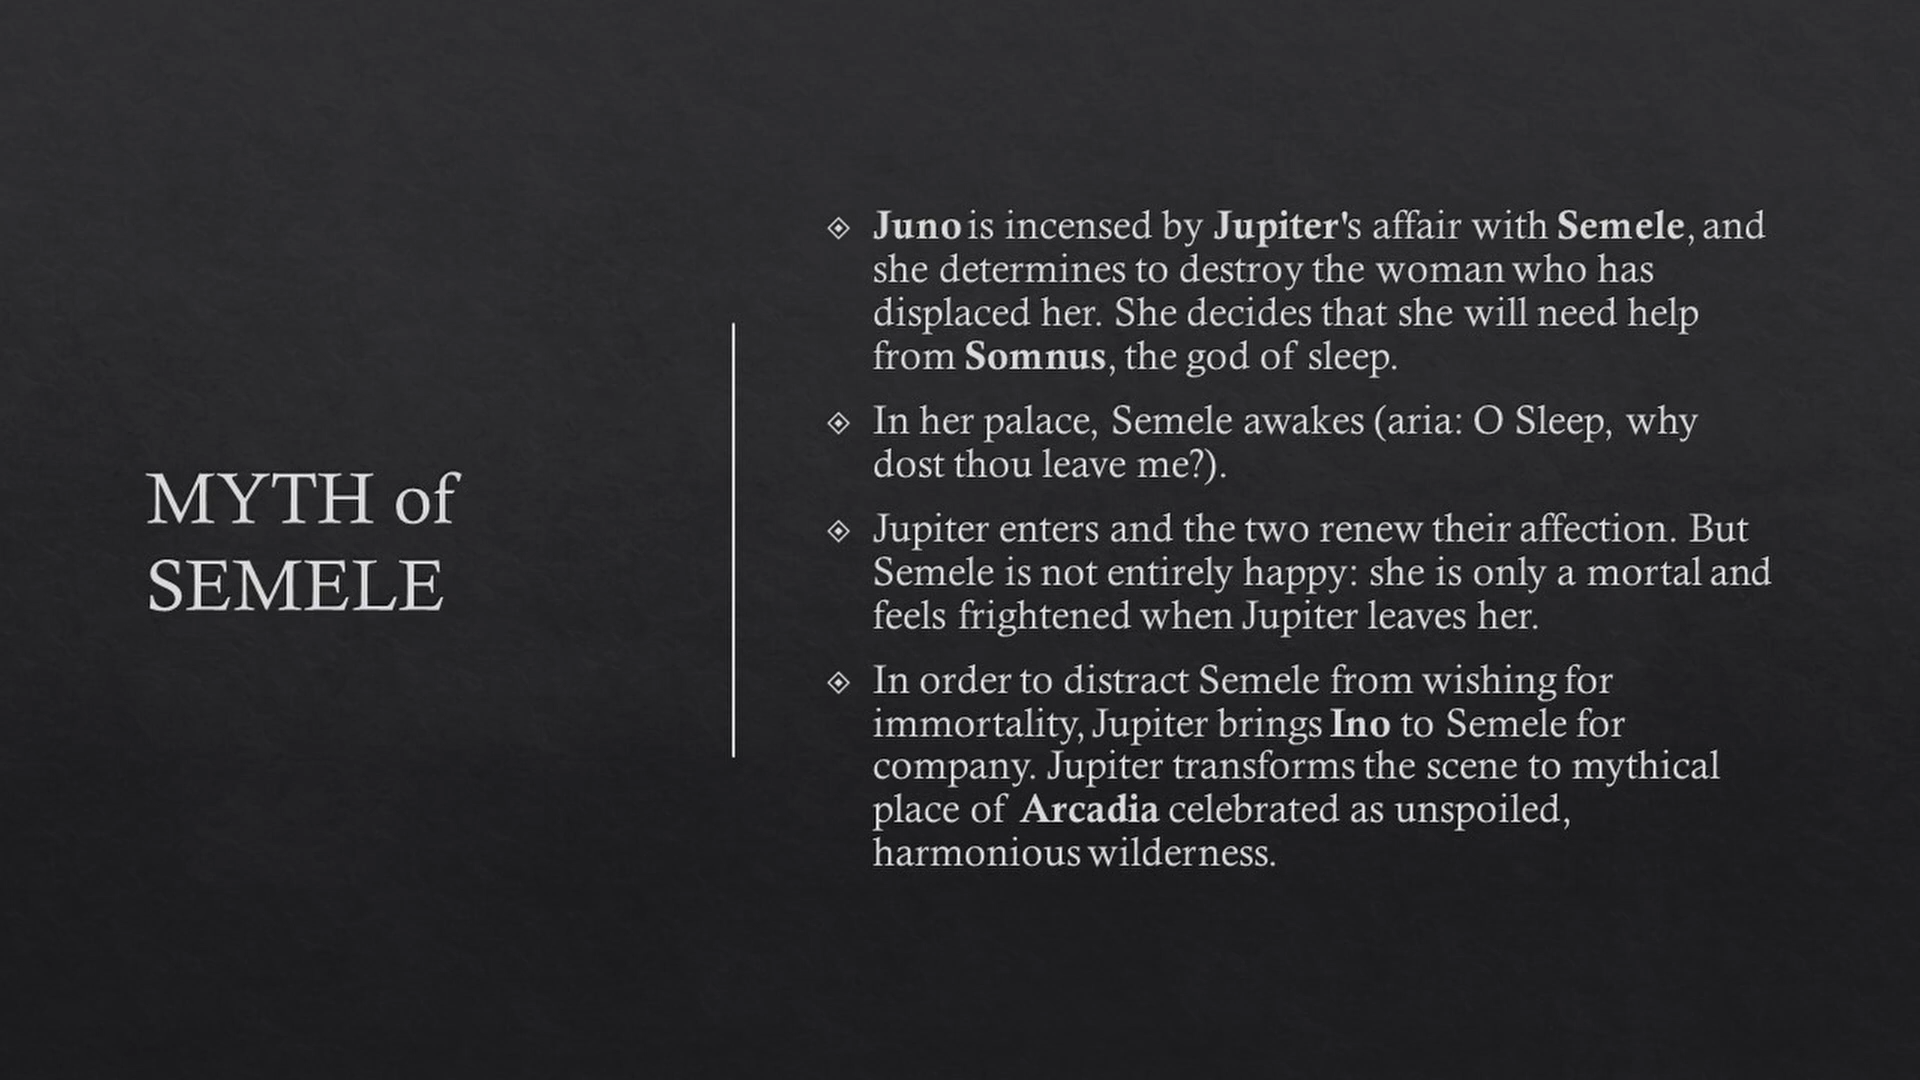 MYTH of
SEMELE
Juno is incensed by Jupiter's affair with Semele, and
she determines to destroy the woman who has
displaced her. She decides that she will need help
from Somnus, the god of sleep.
In her palace, Semele awakes (aria: O Sleep, why
dost thou leave me?).
Jupiter enters and the two renew their affection. But
Semele is not entirely happy: she is only a mortal and
feels frightened when Jupiter leaves her.
In order to distract Semele from wishing for
immortality, Jupiter brings Ino to Semele for
company. Jupiter transforms the scene to mythical
place of Arcadia celebrated as unspoiled,
harmonious wilderness.